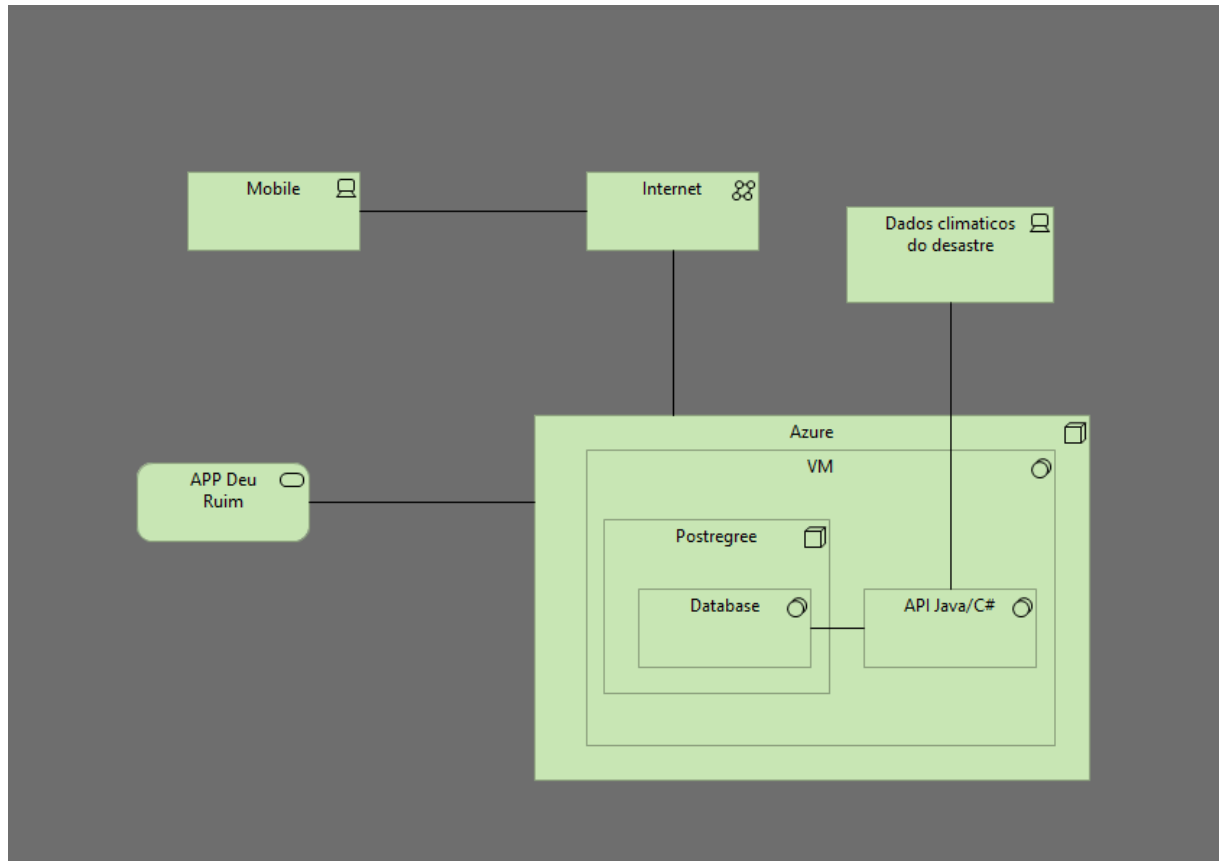 Mobile
Internet
Dados climaticos
do desastre
Azure
VM
APP Deu
Ruim
Postregree
Database
API Java/C#